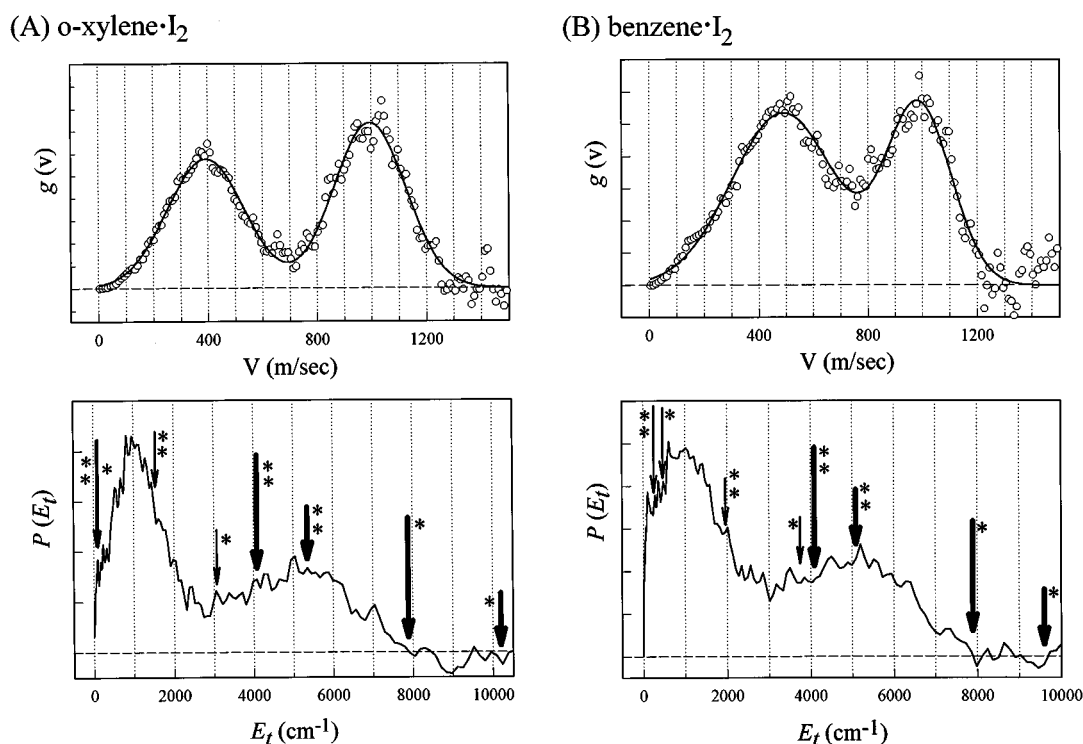 (A) o-xylene·I2
(B) benzene·I2
g (v)
0 400 800 1200
V (m/sec)
g (v)
0 400 800 1200
V (m/sec)
P (Et)
** * ** * ** ** * *
0 2000 4000 6000 8000 10000
Et (cm-1)
P (Et)
** * ** * ** ** * *
0 2000 4000 6000 8000 10000
Et (cm-1)